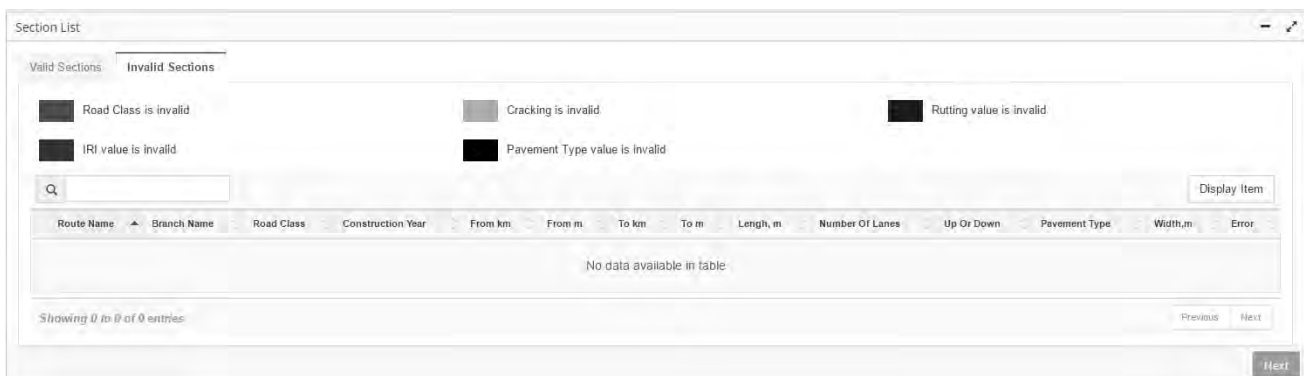 Section List
Valid Sections Invalid Sections
Road Class is invalid Cracking is invalid Rutting value is invalid
IRI value is invalid Pavement Type value is invalid
Display Item
Route Name Branch Name Road Class Construction Year From km From m To km To m Lengh, m Number Of Lanes Up Or Down Pavement Type Width,m Error
No data available in table
Showing 0 to 0 of 0 entries Previous Next
Next